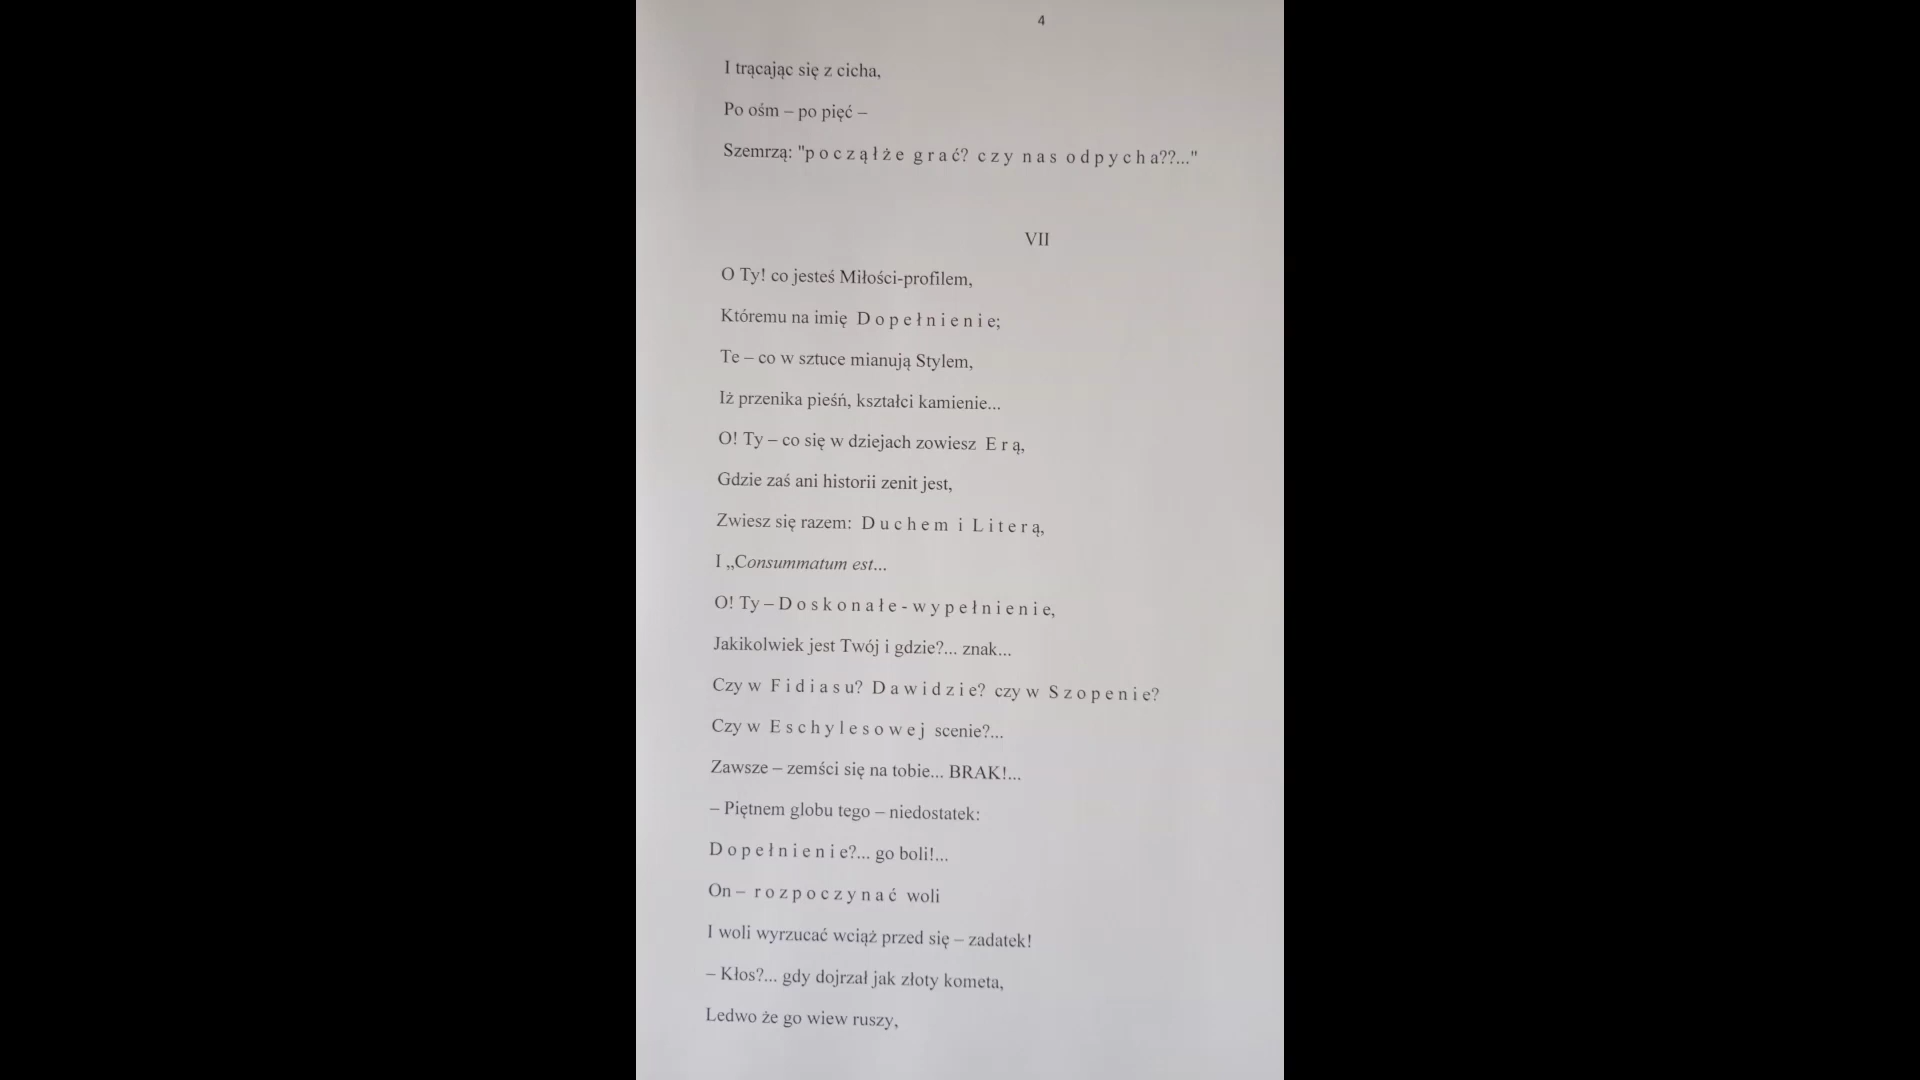 4
I trącając się z cicha,
Po ośm – po pięć –
Szemrzą: "p o c z ą ł ż e  g r a ć?  c z y  n a s  o d p y c h a??..."
VII
O Ty! co jesteś Miłości-profilem,
Któremu na imię  D o p e ł n i e n i e;
Te – co w sztuce mianują Stylem,
Iż przenika pieśń, kształci kamienie...
O! Ty – co się w dziejach zowiesz  E r ą,
Gdzie zaś ani historii zenit jest,
Zwiesz się razem:  D u c h e m  i  L i t e r ą,
I „Consummatum est...
O! Ty – D o s k o n a ł e - w y p e ł n i e n i e,
Jakikolwiek jest Twój i gdzie?... znak...
Czy w  F i d i a s u?  D a w i d z i e?  czy w  S z o p e n i e?
Czy w  E s c h y l e s o w e j  scenie?...
Zawsze – zemści się na tobie... BRAK!...
– Piętnem globu tego – niedostatek:
D o p e ł n i e n i e?... go boli!...
On –  r o z p o c z y n a ć  woli
I woli wyrzucać wciąż przed się – zadatek!
– Kłos?... gdy dojrzał jak złoty kometa,
Ledwo że go wiew ruszy,